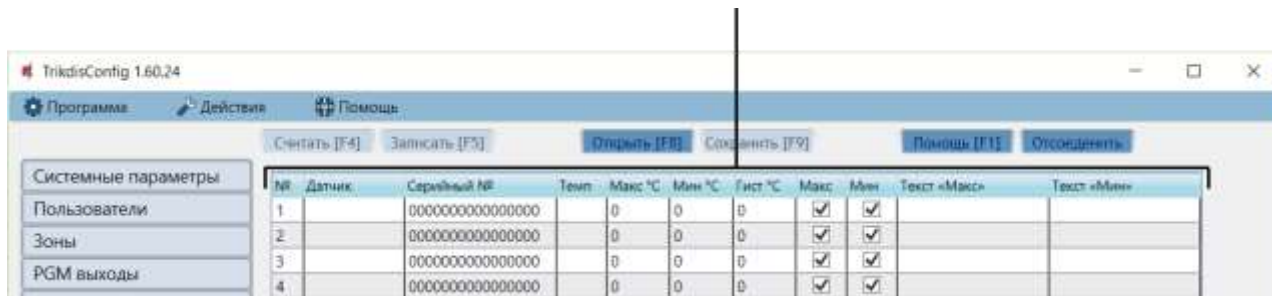 TrikdisConfig 1.60.24
Программа Действия Помощь
Считать [F4] Записать [F5] Открыть [F8] Сохранить [F9] Помощь [F1] Отсоеденить
Системные параметры
Пользователи
Зоны
PGM выходы
№ Датчик Серийный № Темп Макс °C Мин °C Гист °C Макс Мин Текст «Макс» Текст «Мин»
1 0000000000000000 0 0 0
2 0000000000000000 0 0 0
3 0000000000000000 0 0 0
4 0000000000000000 0 0 0